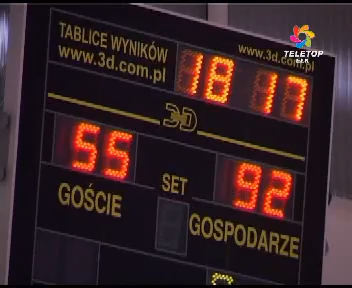 TABLICE WYNIKÓW
www.3d.com.pl
www.3d.com.pl
TELETOP
18 17
3D
55 SET 92
GOŚCIE GOSPODARZE